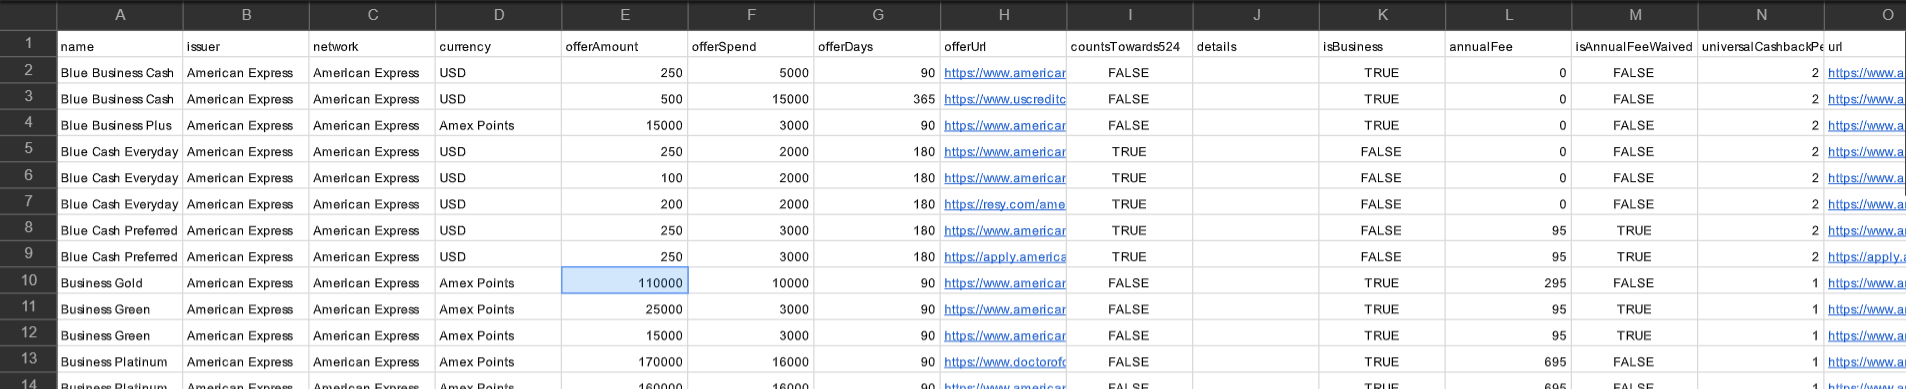 A B C D E F G H I J K L M N O
1 name issuer network currency offerAmount offerSpend offerDays offerUrl countsTowards524 details isBusiness annualFee isAnnualFeeWaived universalCashbackPe url
2 Blue Business Cash American Express American Express USD 250 5000 90 https://www.american FALSE TRUE 0 FALSE 2 https://www.a
3 Blue Business Cash American Express American Express USD 500 15000 365 https://www.uscreditc FALSE TRUE 0 FALSE 2 https://www.a
4 Blue Business Plus American Express American Express Amex Points 15000 3000 90 https://www.american FALSE TRUE 0 FALSE 2 https://www.a
5 Blue Cash Everyday American Express American Express USD 250 2000 180 https://www.american TRUE FALSE 0 FALSE 2 https://www.a
6 Blue Cash Everyday American Express American Express USD 100 2000 180 https://www.american TRUE FALSE 0 FALSE 2 https://www.a
7 Blue Cash Everyday American Express American Express USD 200 2000 180 https://resy.com/ame TRUE FALSE 0 FALSE 2 https://www.a
8 Blue Cash Preferred American Express American Express USD 250 3000 180 https://www.american TRUE FALSE 95 TRUE 2 https://www.a
9 Blue Cash Preferred American Express American Express USD 250 3000 180 https://apply.america TRUE FALSE 95 TRUE 2 https://apply.a
10 Business Gold American Express American Express Amex Points 110000 10000 90 https://www.american FALSE TRUE 295 FALSE 1 https://www.a
11 Business Green American Express American Express Amex Points 25000 3000 90 https://www.american FALSE TRUE 95 TRUE 1 https://www.a
12 Business Green American Express American Express Amex Points 15000 3000 90 https://www.american FALSE TRUE 95 TRUE 1 https://www.a
13 Business Platinum American Express American Express Amex Points 170000 16000 90 https://www.doctorofc FALSE TRUE 695 FALSE 1 https://www.a
14 Business Platinum American Express American Express Amex Points 160000 16000 90 https://www.american FALSE TRUE 695 FALSE 1 https://www.a